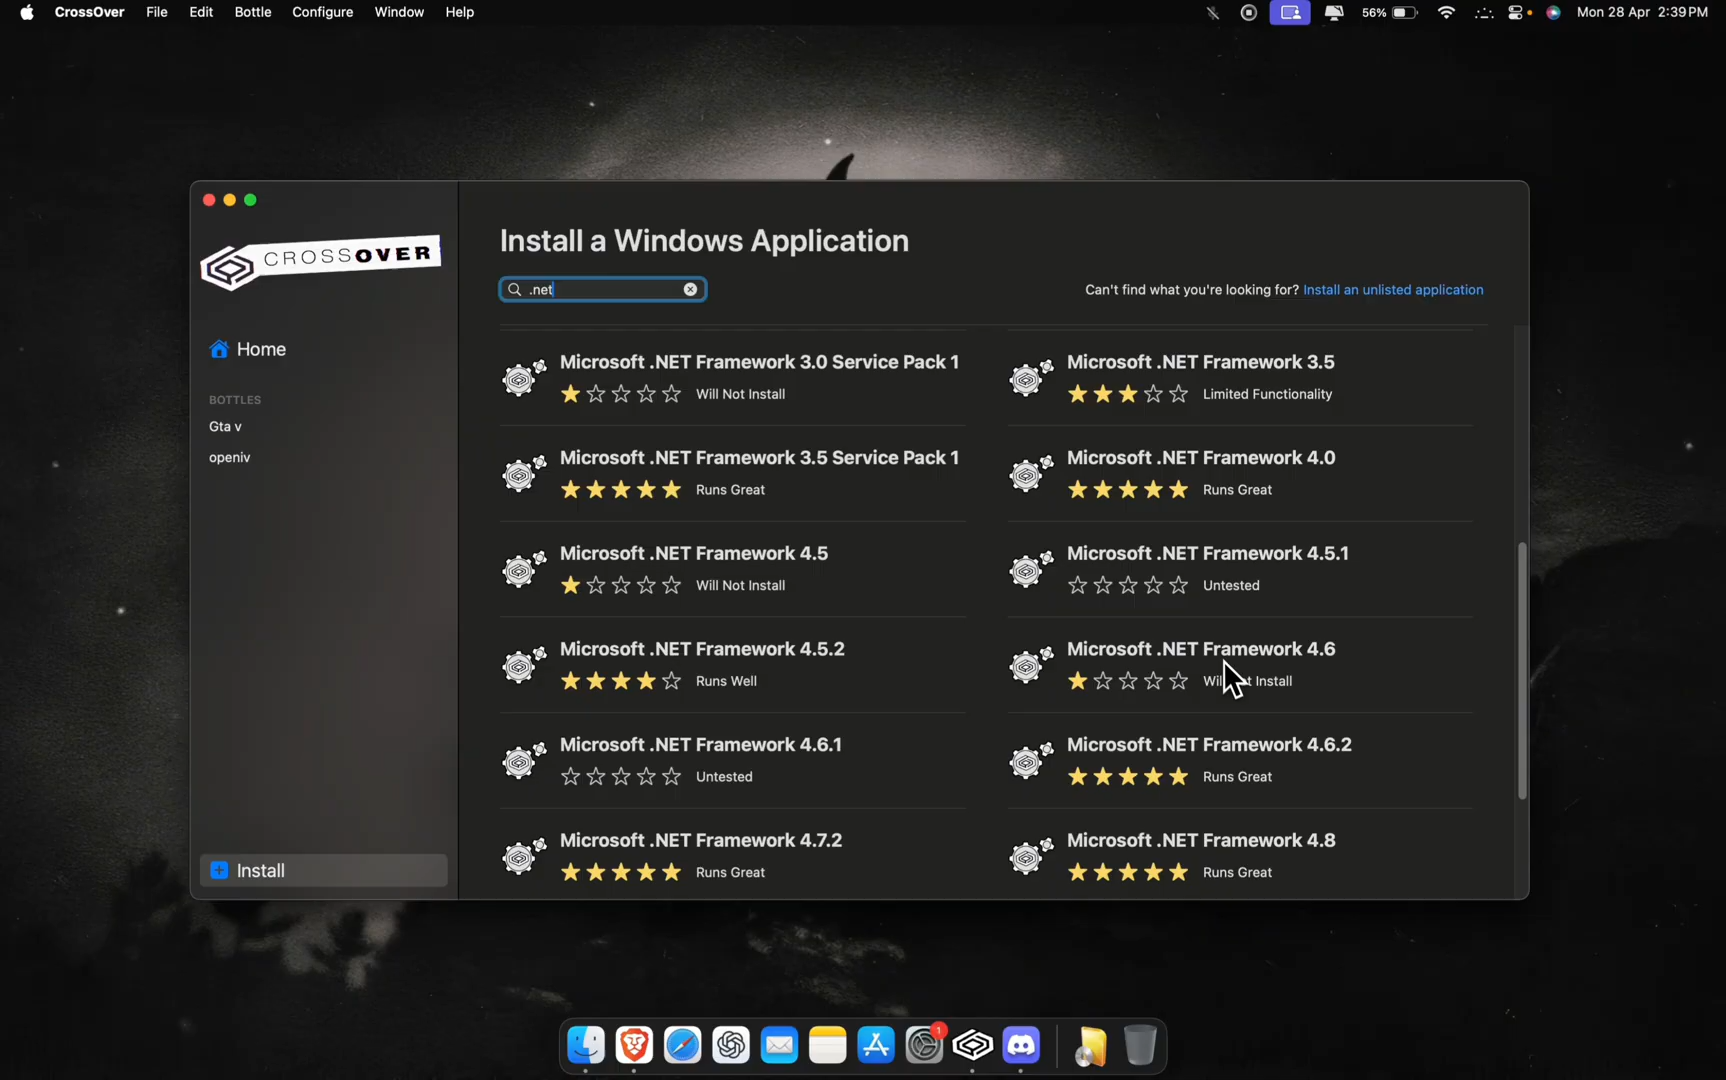 CrossOver File Edit Bottle Configure Window Help 56% Mon 28 Apr 2:39 PM
CROSSOVER
Home
BOTTLES
Gta v
openiv
Install
Install a Windows Application
.net
Can't find what you're looking for? Install an unlisted application
Microsoft .NET Framework 3.0 Service Pack 1
Will Not Install
Microsoft .NET Framework 3.5
Limited Functionality
Microsoft .NET Framework 3.5 Service Pack 1
Runs Great
Microsoft .NET Framework 4.0
Runs Great
Microsoft .NET Framework 4.5
Will Not Install
Microsoft .NET Framework 4.5.1
Untested
Microsoft .NET Framework 4.5.2
Runs Well
Microsoft .NET Framework 4.6
Will Not Install
Microsoft .NET Framework 4.6.1
Untested
Microsoft .NET Framework 4.6.2
Runs Great
Microsoft .NET Framework 4.7.2
Runs Great
Microsoft .NET Framework 4.8
Runs Great
1